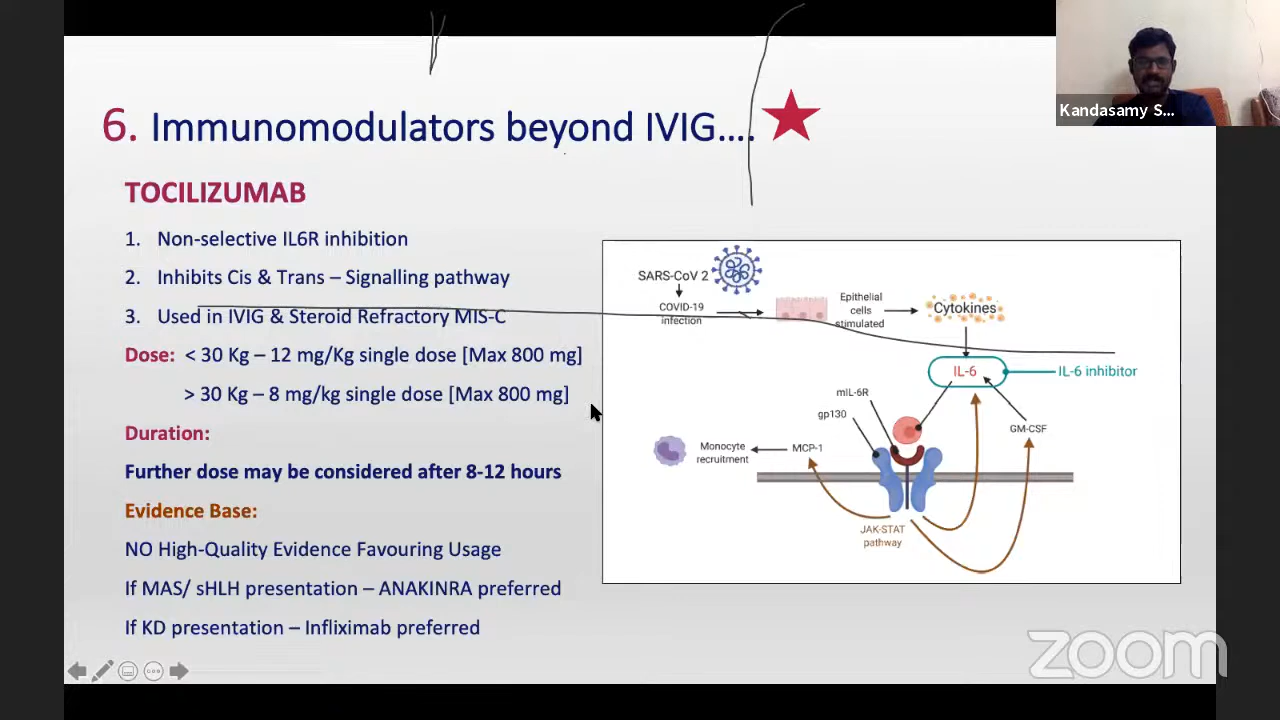 Kandasamy S...
6. Immunomodulators beyond IVIG....
TOCILIZUMAB
1. Non-selective IL6R inhibition
2. Inhibits Cis & Trans – Signalling pathway
3. Used in IVIG & Steroid Refractory MIS-C
Dose: < 30 Kg – 12 mg/Kg single dose [Max 800 mg]
> 30 Kg – 8 mg/kg single dose [Max 800 mg]
Duration:
Further dose may be considered after 8-12 hours
Evidence Base:
NO High-Quality Evidence Favouring Usage
If MAS/ sHLH presentation – ANAKINRA preferred
If KD presentation – Infliximab preferred
SARS-CoV 2
COVID-19
infection
Epithelial
cells
stimulated
Cytokines
IL-6
IL-6 inhibitor
mIL-6R
gp130
GM-CSF
Monocyte
recruitment
MCP-1
JAK-STAT
pathway
zoom